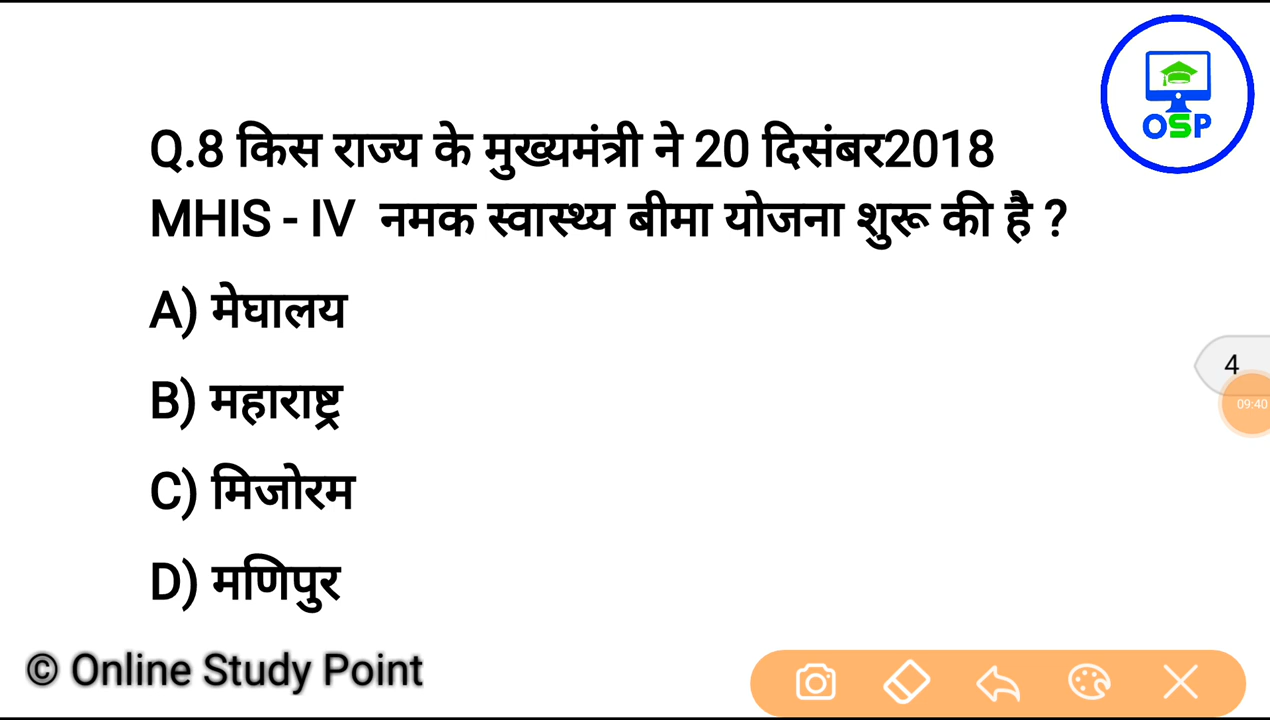 OSP
Q.8 किस राज्य के मुख्यमंत्री ने 20 दिसंबर2018
MHIS - IV नमक स्वास्थ्य बीमा योजना शुरू की है ?
A) मेघालय
B) महाराष्ट्र
C) मिजोरम
D) मणिपुर
4
09:40
© Online Study Point